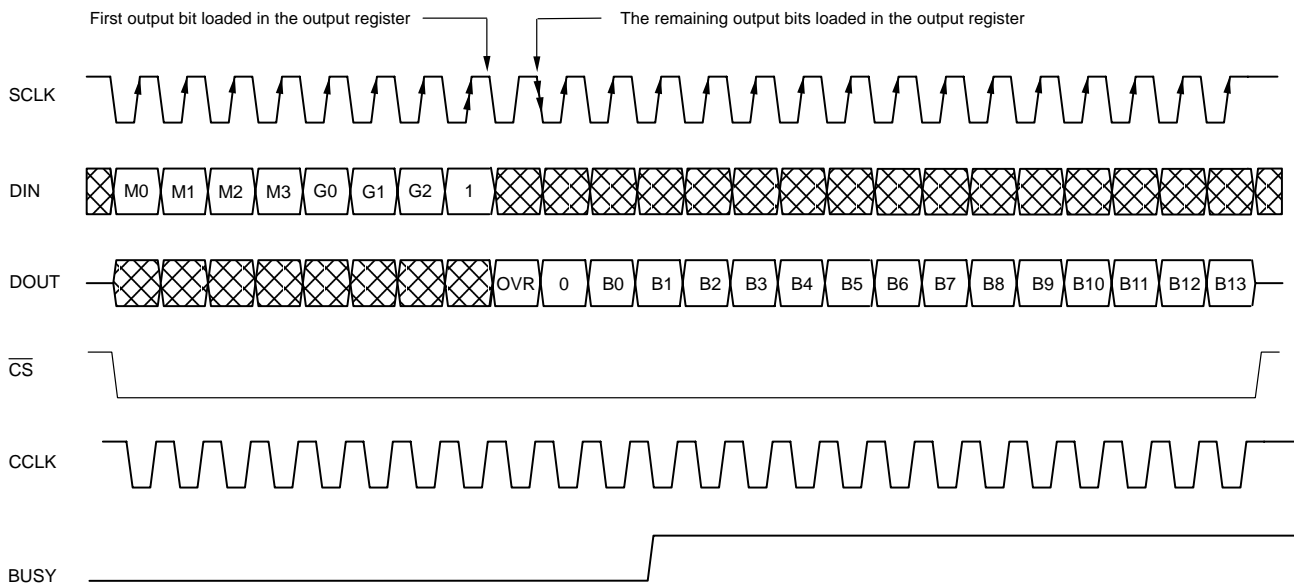 First output bit loaded in the output register The remaining output bits loaded in the output register
SCLK
DIN M0 M1 M2 M3 G0 G1 G2 1
DOUT OVR 0 B0 B1 B2 B3 B4 B5 B6 B7 B8 B9 B10 B11 B12 B13
CS
CCLK
BUSY